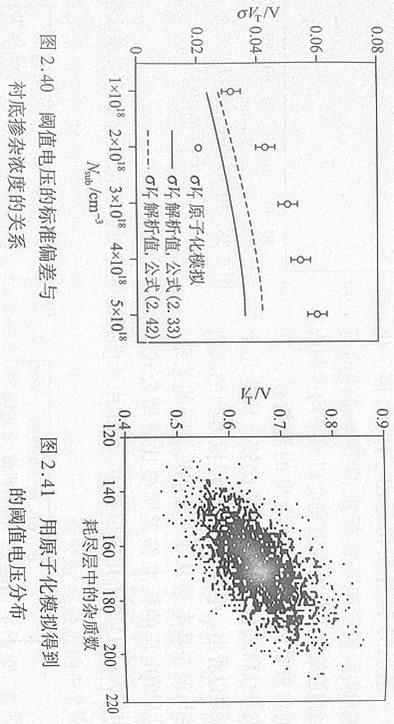 σV_T/V
0.08
0.06
0.04
0.02
0
1×10^18
2×10^18
3×10^18
4×10^18
5×10^18
N_sub/cm^-3
σV_T 原子化模拟
σV_T 解析值, 公式(2.33)
σV_T 解析值, 公式(2.42)
图 2.40 阈值电压的标准偏差与
衬底掺杂浓度的关系
V_T/V
0.9
0.8
0.7
0.6
0.5
0.4
120
140
160
180
200
220
耗尽层中的杂质数
图 2.41 用原子化模拟得到
的阈值电压分布